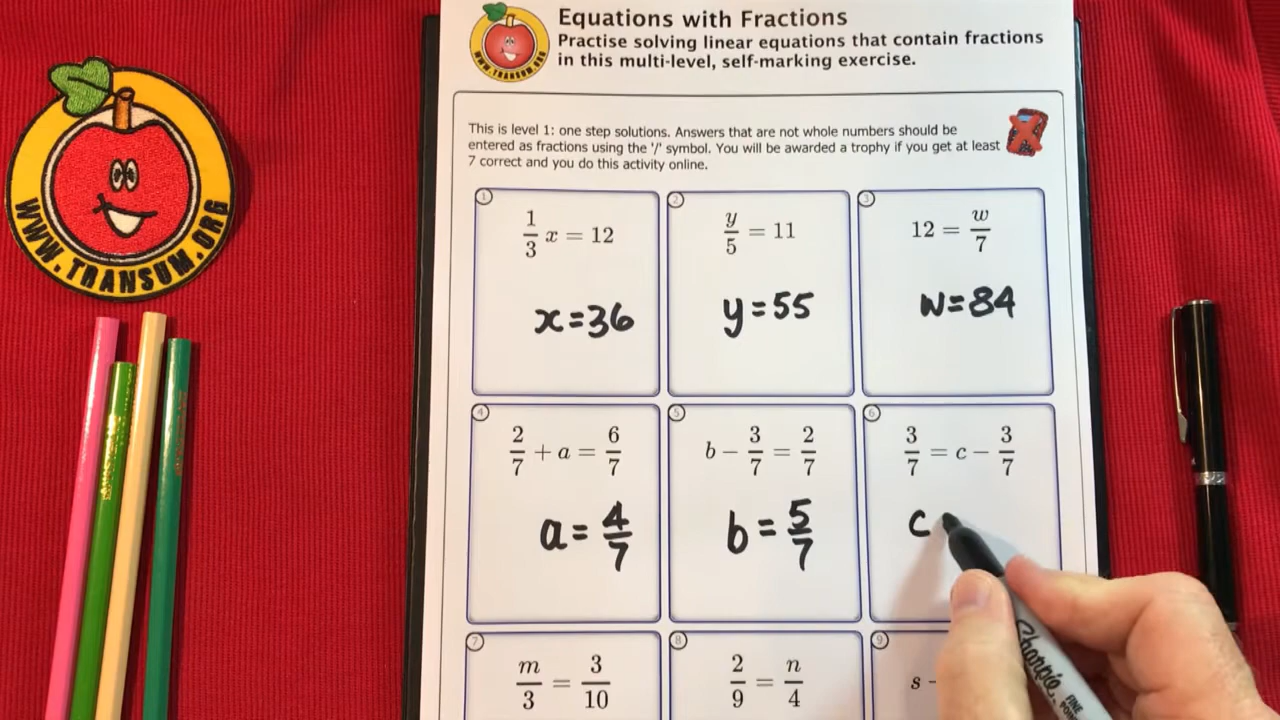 Equations with Fractions
Practise solving linear equations that contain fractions
in this multi-level, self-marking exercise.
WWW.TRANSUM.ORG
WWW.TRANSUM.ORG
This is level 1: one step solutions. Answers that are not whole numbers should be
entered as fractions using the '/' symbol. You will be awarded a trophy if you get at least
7 correct and you do this activity online.
1
1/3 x = 12
x = 36
2
y/5 = 11
y = 55
3
12 = w/7
w = 84
4
2/7 + a = 6/7
a = 4/7
5
b − 3/7 = 2/7
b = 5/7
6
3/7 = c − 3/7
c
7
m/3 = 3/10
8
2/9 = n/4
9
s −
Sharpie
FINE